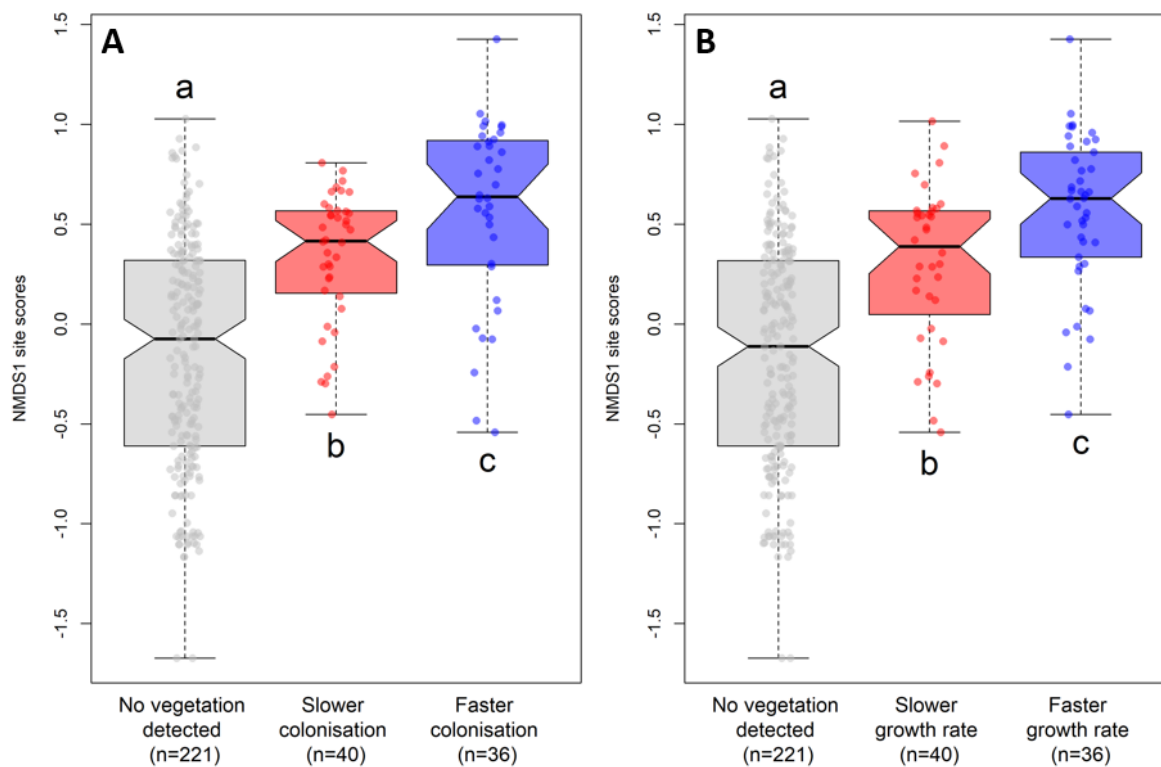 A
NMDS1 site scores
1.5
1.0
0.5
0.0
-0.5
-1.0
-1.5
a
b
c
No vegetation
detected
(n=221)
Slower
colonisation
(n=40)
Faster
colonisation
(n=36)
B
NMDS1 site scores
1.5
1.0
0.5
0.0
-0.5
-1.0
-1.5
a
b
c
No vegetation
detected
(n=221)
Slower
growth rate
(n=40)
Faster
growth rate
(n=36)